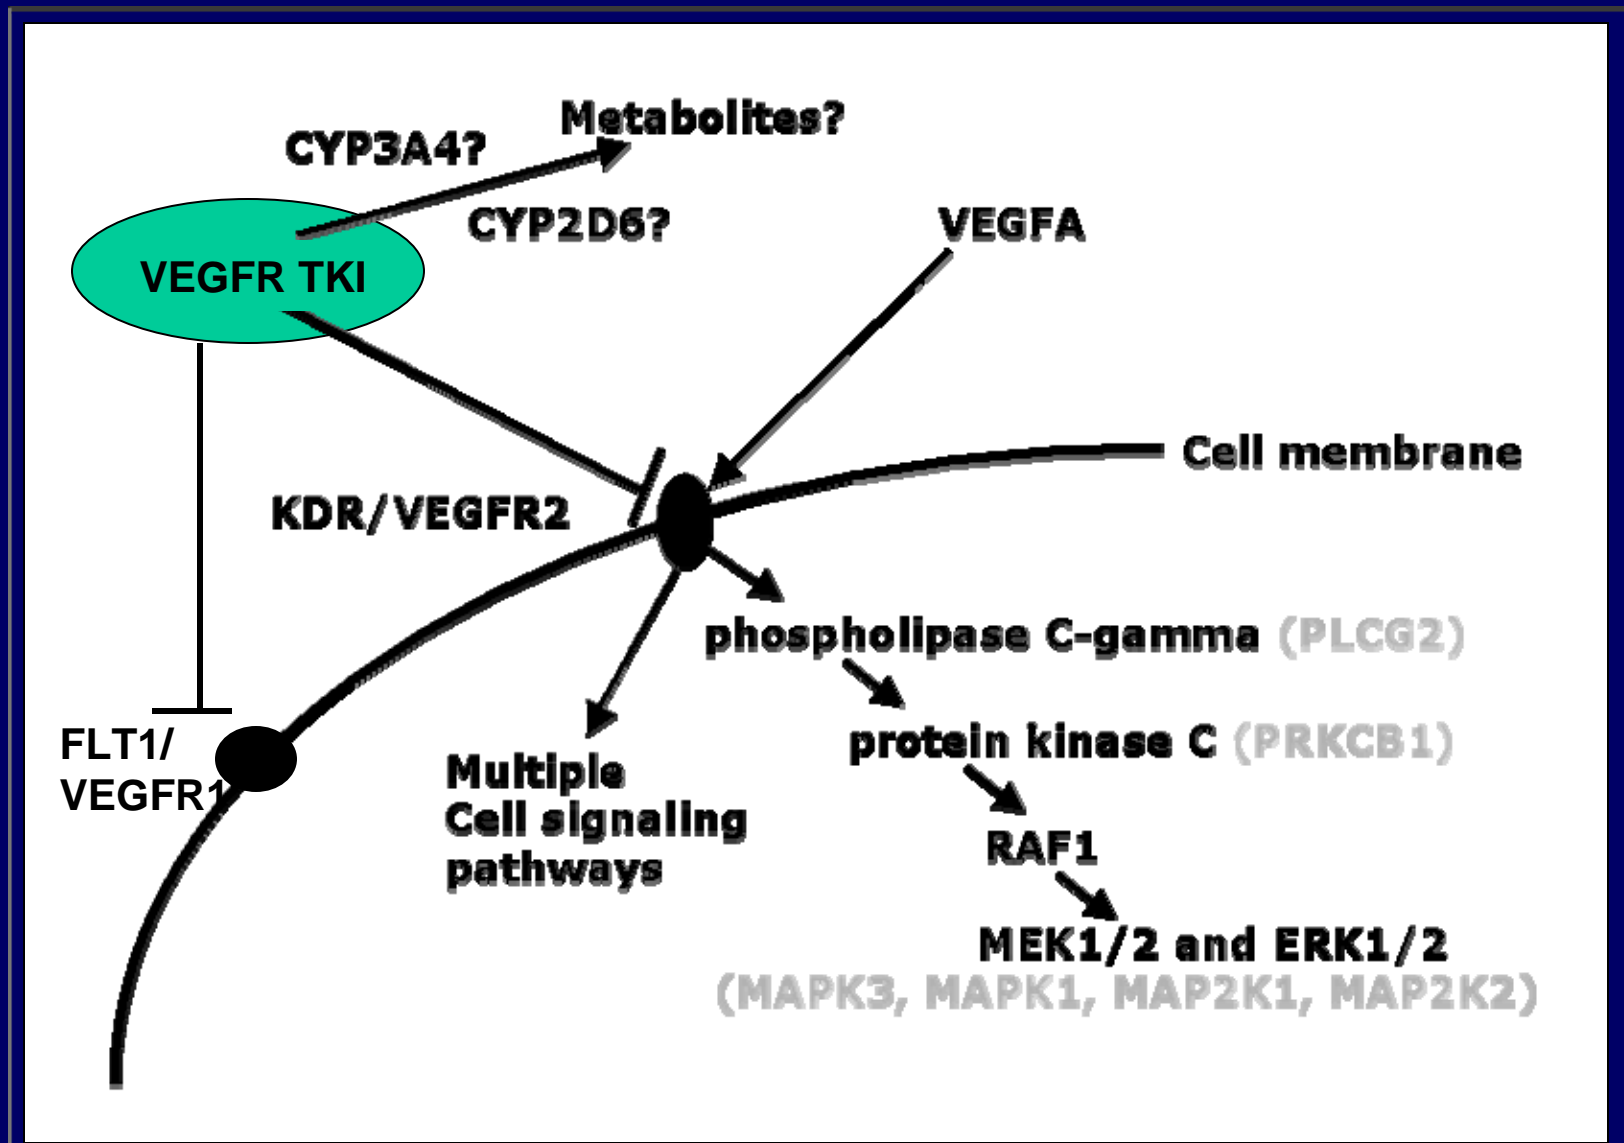 Metabolites?
CYP3A4?
CYP2D6?
VEGFA
VEGFR TKI
Cell membrane
KDR/VEGFR2
phospholipase C-gamma (PLCG2)
FLT1/
VEGFR1
protein kinase C (PRKCB1)
Multiple
Cell signaling
pathways
RAF1
MEK1/2 and ERK1/2
(MAPK3, MAPK1, MAP2K1, MAP2K2)